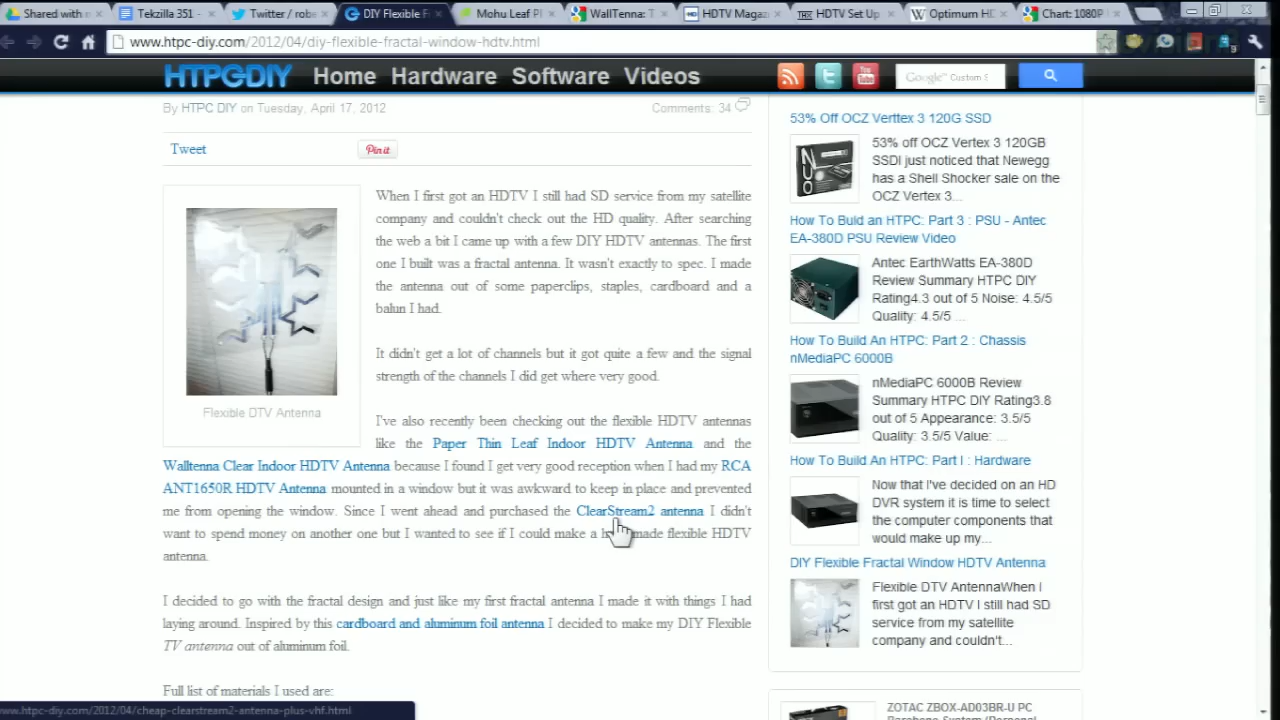 Shared with n
Tekzilla 351 -
Twitter / robe
DIY Flexible F
Mohu Leaf Pl
WallTenna: T
HDTV Magaz
HDTV Set Up
Optimum HD
Chart: 1080P
www.htpc-diy.com/2012/04/diy-flexible-fractal-window-hdtv.html
HTPC DIY Home Hardware Software Videos
Google™ Custom S
By HTPC DIY on Tuesday, April 17, 2012
Comments: 34
Tweet
Pin it
Flexible DTV Antenna
When I first got an HDTV I still had SD service from my satellite
company and couldn't check out the HD quality. After searching
the web a bit I came up with a few DIY HDTV antennas. The first
one I built was a fractal antenna. It wasn't exactly to spec. I made
the antenna out of some paperclips, staples, cardboard and a
balun I had.
It didn't get a lot of channels but it got quite a few and the signal
strength of the channels I did get where very good.
I've also recently been checking out the flexible HDTV antennas
like the Paper Thin Leaf Indoor HDTV Antenna and the
Walltenna Clear Indoor HDTV Antenna because I found I get very good reception when I had my RCA
ANT1650R HDTV Antenna mounted in a window but it was awkward to keep in place and prevented
me from opening the window. Since I went ahead and purchased the ClearStream2 antenna I didn't
want to spend money on another one but I wanted to see if I could make a made flexible HDTV
antenna.
I decided to go with the fractal design and just like my first fractal antenna I made it with things I had
laying around. Inspired by this cardboard and aluminum foil antenna I decided to make my DIY Flexible
TV antenna out of aluminum foil.
Full list of materials I used are:
53% Off OCZ Verttex 3 120G SSD
53% off OCZ Vertex 3 120GB
SSDI just noticed that Newegg
has a Shell Shocker sale on the
OCZ Vertex 3...
How To Buld an HTPC: Part 3 : PSU - Antec
EA-380D PSU Review Video
Antec EarthWatts EA-380D
Review Summary HTPC DIY
Rating4.3 out of 5 Noise: 4.5/5
Quality: 4.5/5 ...
How To Build An HTPC: Part 2 : Chassis
nMediaPC 6000B
nMediaPC 6000B Review
Summary HTPC DIY Rating3.8
out of 5 Appearance: 3.5/5
Quality: 3.5/5 Value: ...
How To Build An HTPC: Part I : Hardware
Now that I've decided on an HD
DVR system it is time to select
the computer components that
would make up my...
DIY Flexible Fractal Window HDTV Antenna
Flexible DTV AntennaWhen I
first got an HDTV I still had SD
service from my satellite
company and couldn't...
ZOTAC ZBOX-AD03BR-U PC
www.htpc-diy.com/2012/04/cheap-clearstream2-antenna-plus-vhf.html